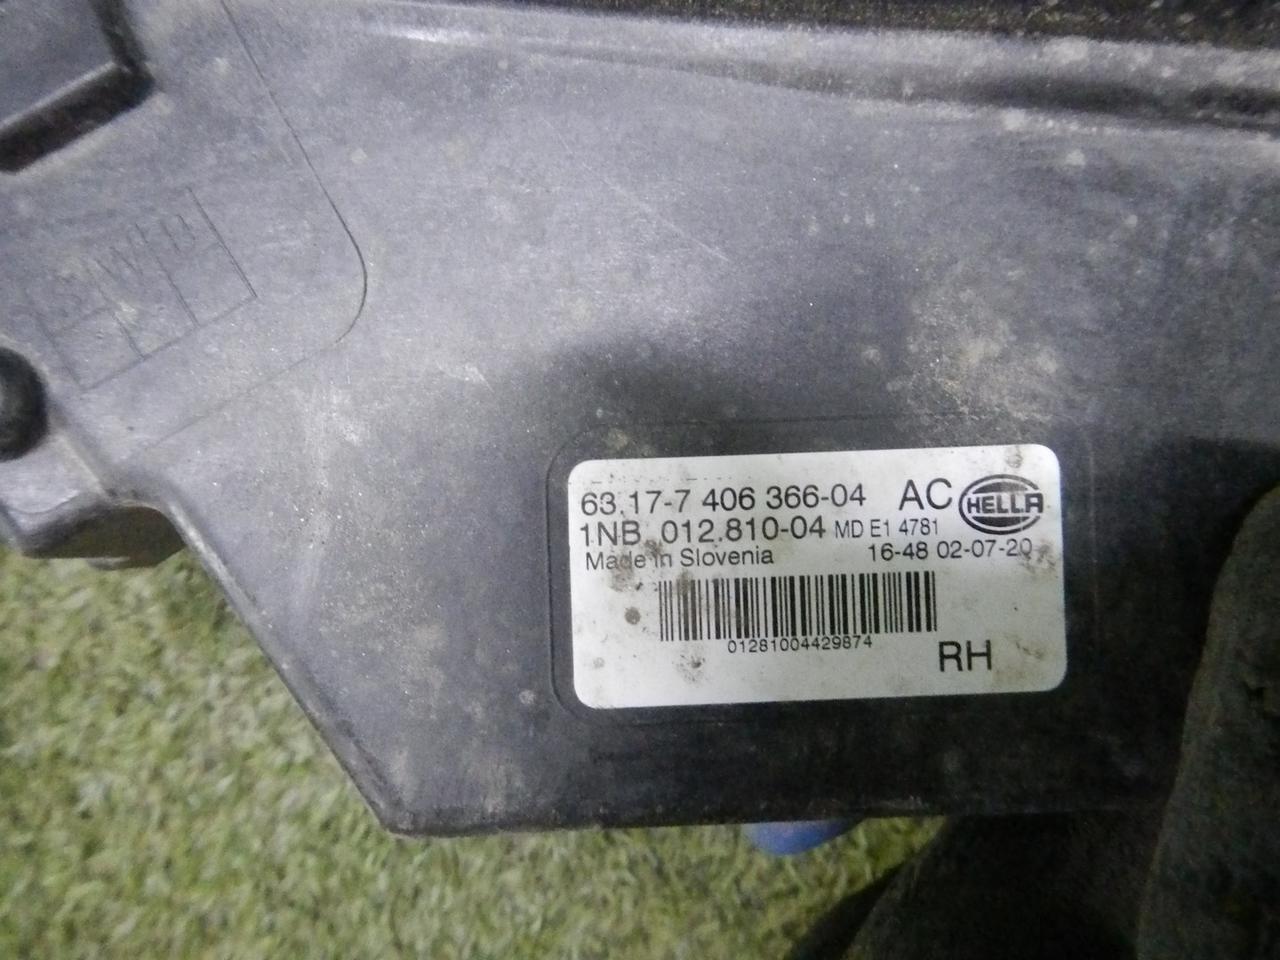 BMW
63.17-7 406 366-04 AC HELLA
1NB 012.810-04 MD E1 4781
Made in Slovenia 16-48 02-07-20
01281004429874
RH